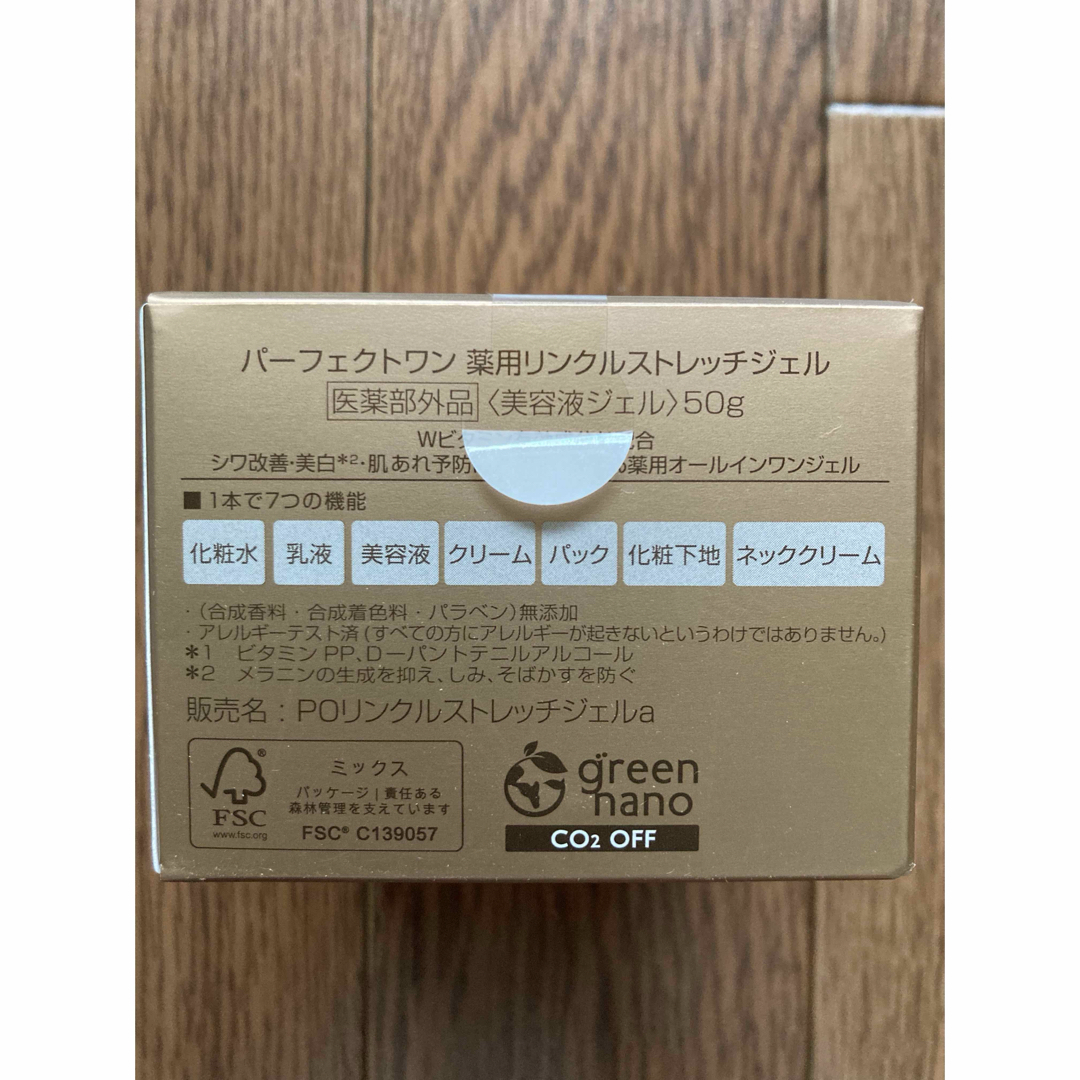 パーフェクトワン 薬用リンクルストレッチジェル
医薬部外品 〈美容液ジェル〉50g
Wビ 合
シワ改善・美白*2・肌あれ予防 薬用オールインワンジェル
■1本で7つの機能
化粧水 乳液 美容液 クリーム パック 化粧下地 ネッククリーム
・(合成香料・合成着色料・パラベン)無添加
・アレルギーテスト済(すべての方にアレルギーが起きないというわけではありません。)
*1 ビタミンPP、D-パントテニルアルコール
*2 メラニンの生成を抑え、しみ、そばかすを防ぐ
販売名:POリンクルストレッチジェルa
FSC
www.fsc.org
ミックス
パッケージ|責任ある
森林管理を支えています
FSC® C139057
green
nano
CO2 OFF